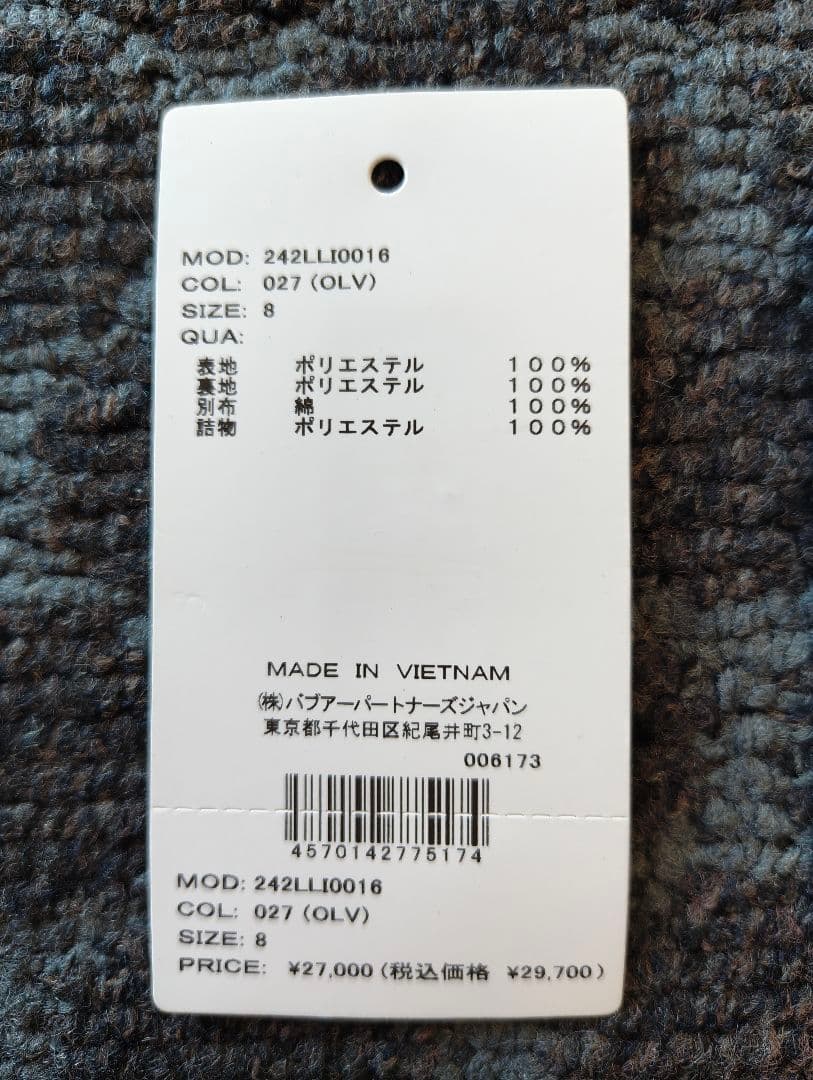 MOD: 242LLI0016
COL: 027 (OLV)
SIZE: 8
QUA:
表地 ポリエステル 100%
裏地 ポリエステル 100%
別布 綿 100%
詰物 ポリエステル 100%
MADE IN VIETNAM
㈱バブアーパートナーズジャパン
東京都千代田区紀尾井町3-12
006173
4570142775174
MOD: 242LLI0016
COL: 027 (OLV)
SIZE: 8
PRICE: ¥27,000 (税込価格 ¥29,700)